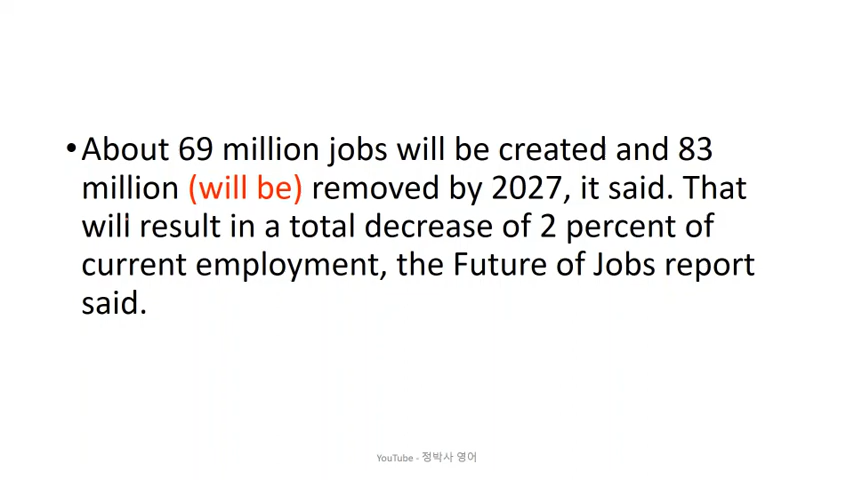 •About 69 million jobs will be created and 83
million (will be) removed by 2027, it said. That
will result in a total decrease of 2 percent of
current employment, the Future of Jobs report
said.
YouTube - 정박사 영어